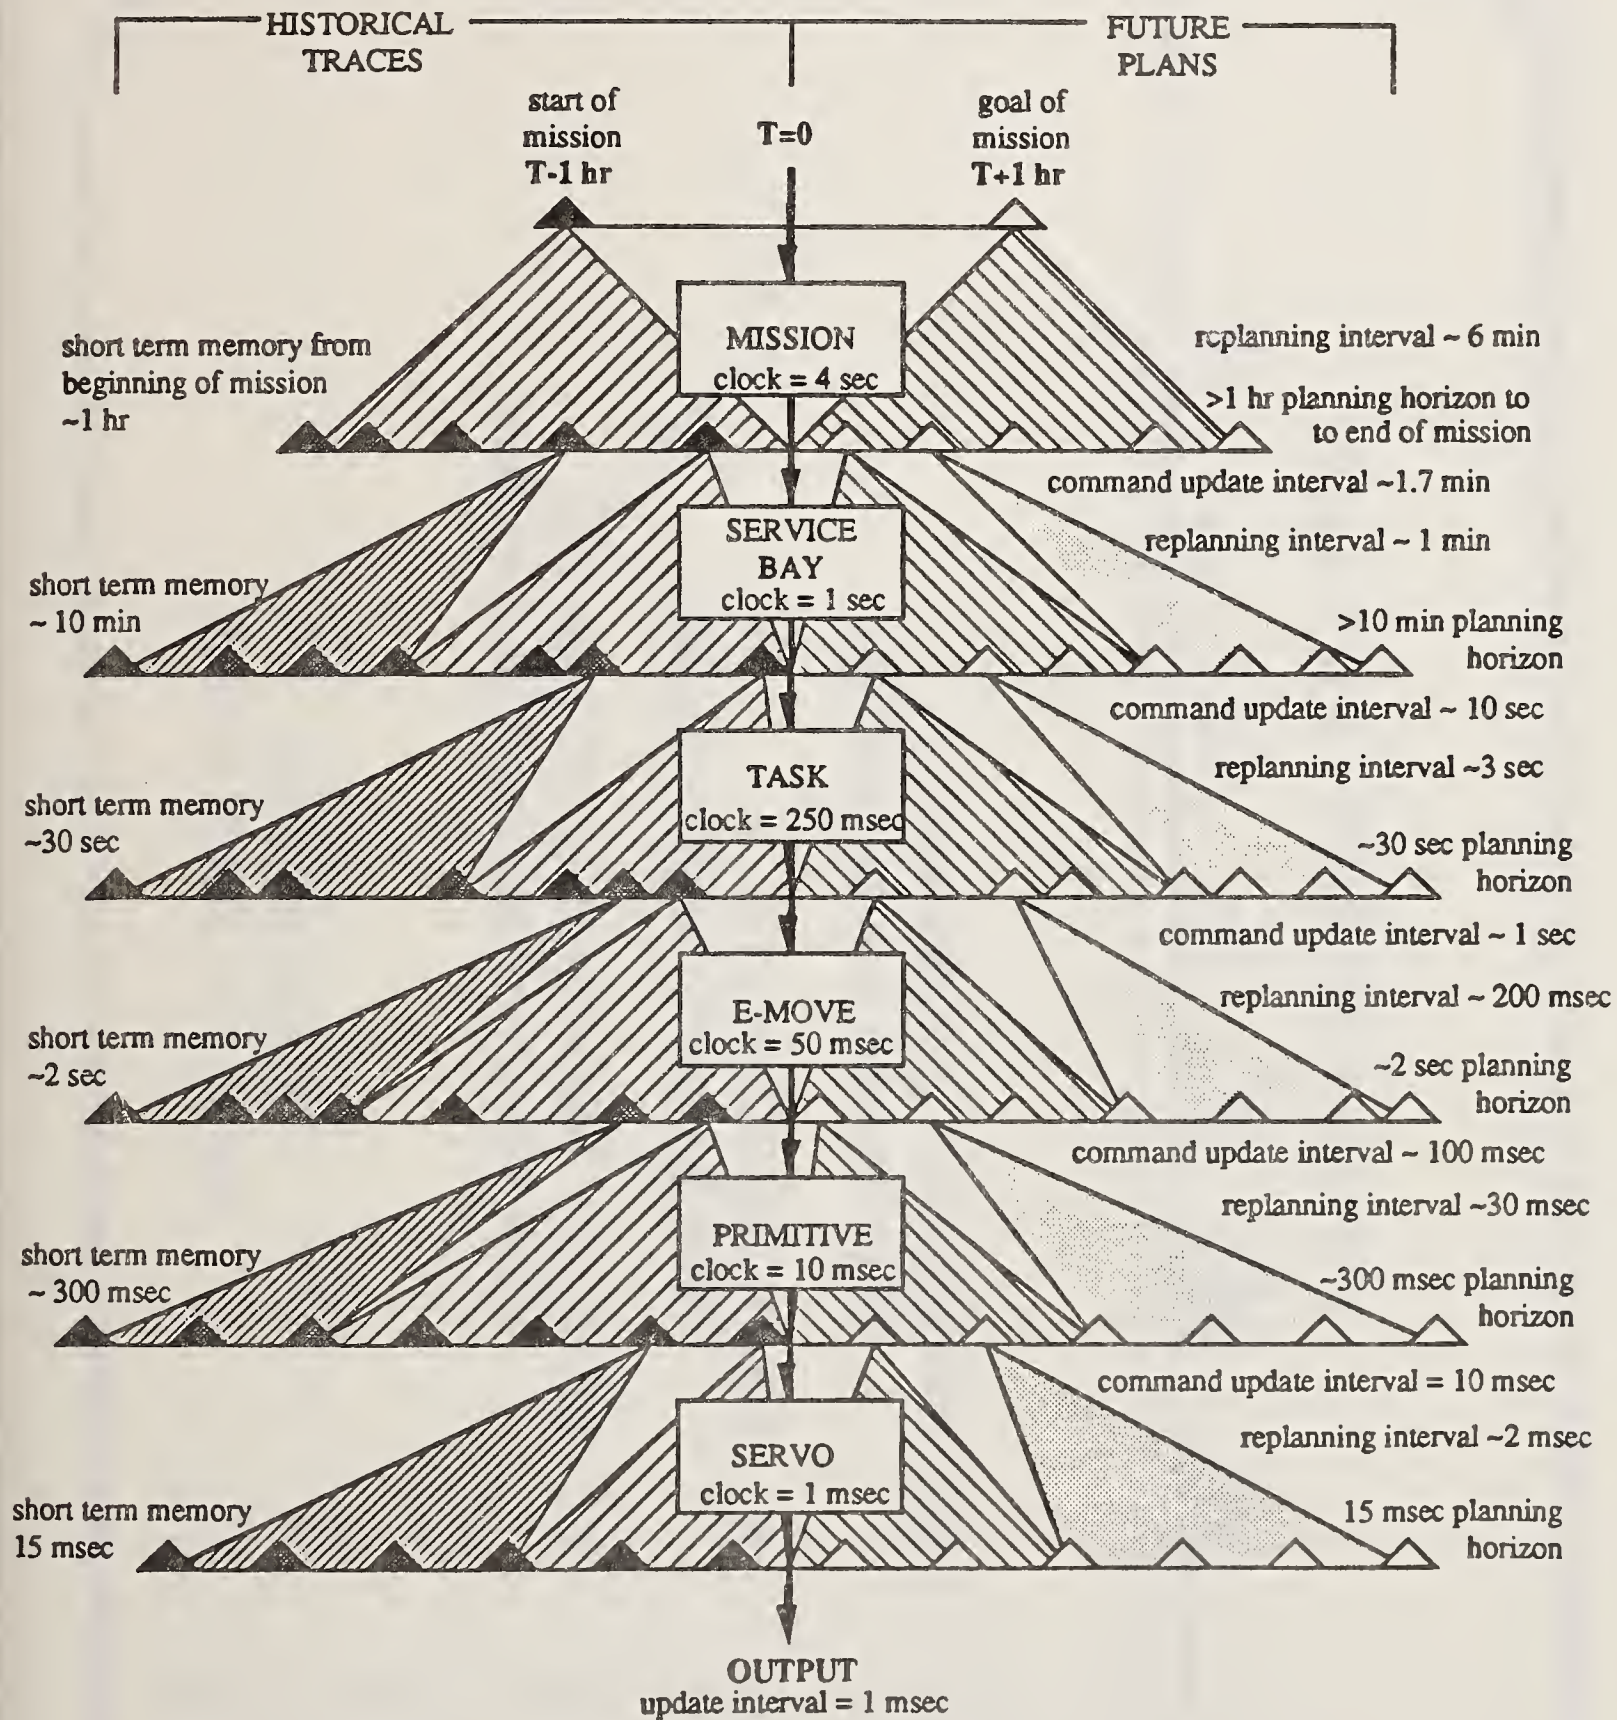 HISTORICAL
TRACES
FUTURE
PLANS
start of
mission
T-1 hr
T=0
goal of
mission
T+1 hr
MISSION
clock = 4 sec
short term memory from
beginning of mission
~1 hr
replanning interval ~ 6 min
>1 hr planning horizon to
to end of mission
command update interval ~1.7 min
SERVICE
BAY
clock = 1 sec
replanning interval ~ 1 min
short term memory
~ 10 min
>10 min planning
horizon
command update interval ~ 10 sec
TASK
clock = 250 msec
replanning interval ~3 sec
short term memory
~30 sec
~30 sec planning
horizon
command update interval ~ 1 sec
E-MOVE
clock = 50 msec
replanning interval ~ 200 msec
short term memory
~2 sec
~2 sec planning
horizon
command update interval ~ 100 msec
PRIMITIVE
clock = 10 msec
replanning interval ~30 msec
short term memory
~ 300 msec
~300 msec planning
horizon
command update interval = 10 msec
SERVO
clock = 1 msec
replanning interval ~2 msec
short term memory
15 msec
15 msec planning
horizon
OUTPUT
update interval = 1 msec